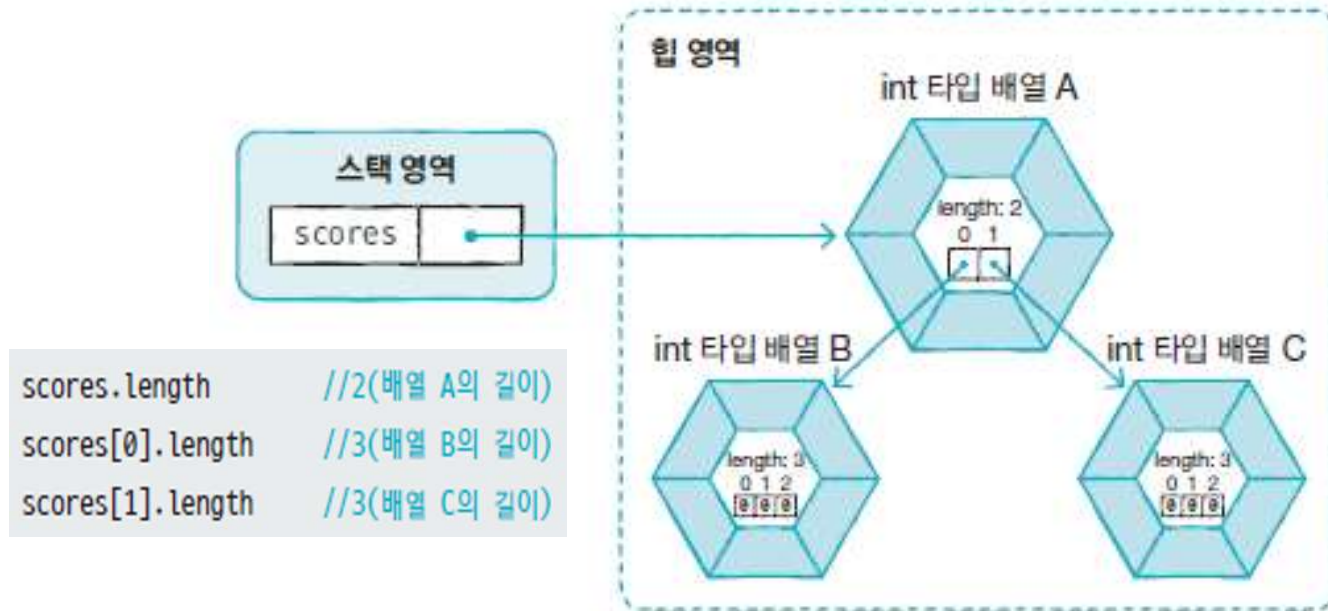 힙 영역
int 타입 배열 A
스택 영역
scores
length: 2
0 1
int 타입 배열 B
int 타입 배열 C
length: 3
0 1 2
0 0 0
length: 3
0 1 2
0 0 0
scores.length //2(배열 A의 길이)
scores[0].length //3(배열 B의 길이)
scores[1].length //3(배열 C의 길이)